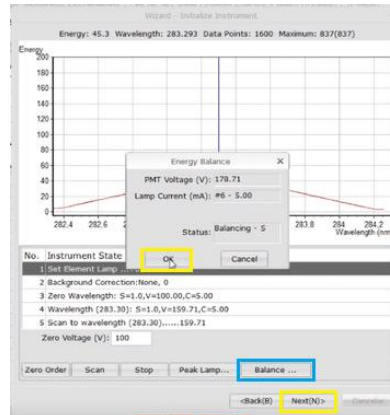 Wizard - Initialize Instrument
Energy: 45.3 Wavelength: 283.293 Data Points: 1600 Maximum: 837(837)
Energy
200
180
160
140
120
100
80
60
40
20
0
282.4 282.6 283.8 284 284.2
Wavelength (nm
Energy Balance X
PMT Voltage (V): 178.71
Lamp Current (mA): #6 - 5.00
Status: Balancing - 5
OK Cancel
No. Instrument State
1 Set Element Lamp
2 Background Correction:None, 0
3 Zero Wavelength: S=1.0,V=100.00,C=5.00
4 Wavelength (283.30): S=1.0,V=159.71,C=5.00
5 Scan to wavelength (283.30)......159.71
Zero Voltage (V): 100
Zero Order Scan Stop Peak Lamp... Balance ...
<Back(B) Next(N)> Cancelar